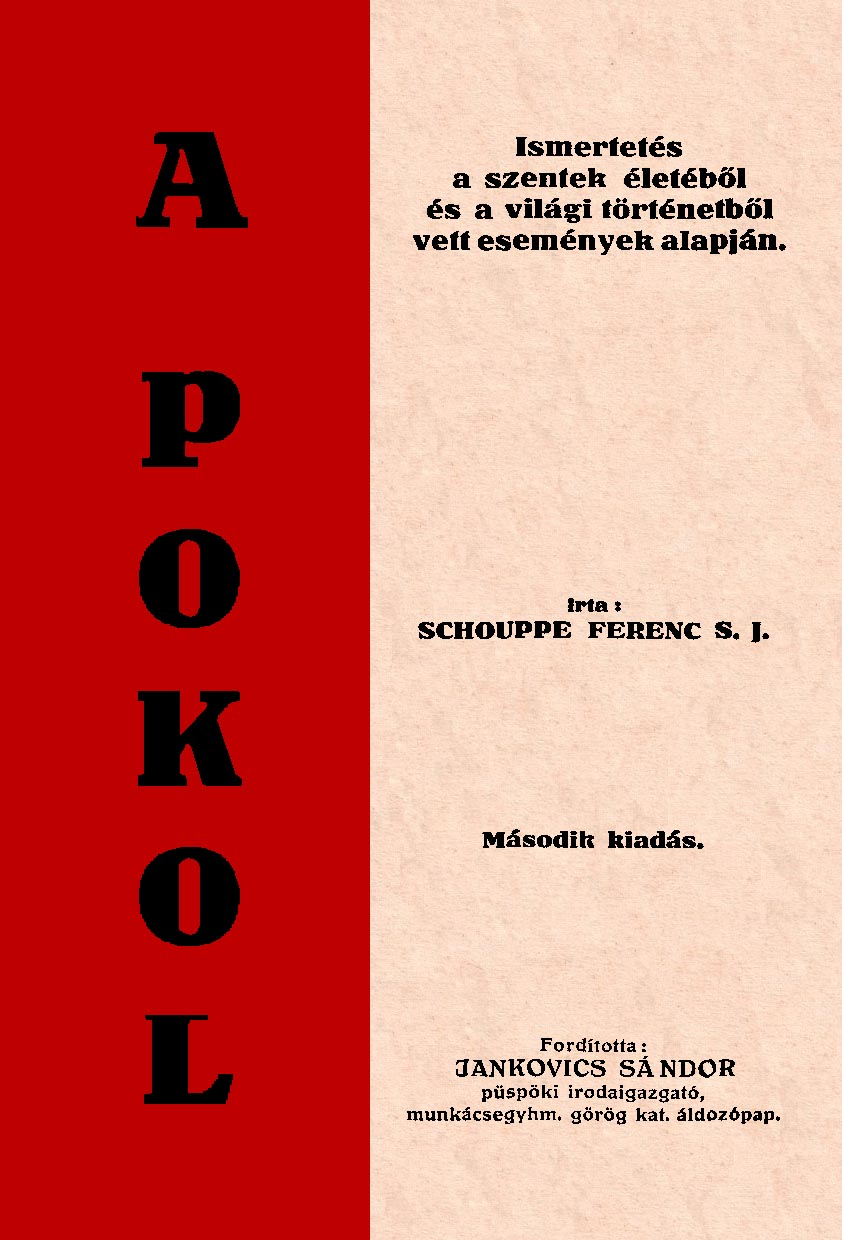 A POKOL
Ismertetés
a szentek életéből
és a világi történetből
vett események alapján.
irta :
SCHOUPPE FERENC S. J.
Második kiadás.
Fordította :
JANKOVICS SÁNDOR
püspöki irodaigazgató,
munkácsegyhm. görög kat. áldozópap.